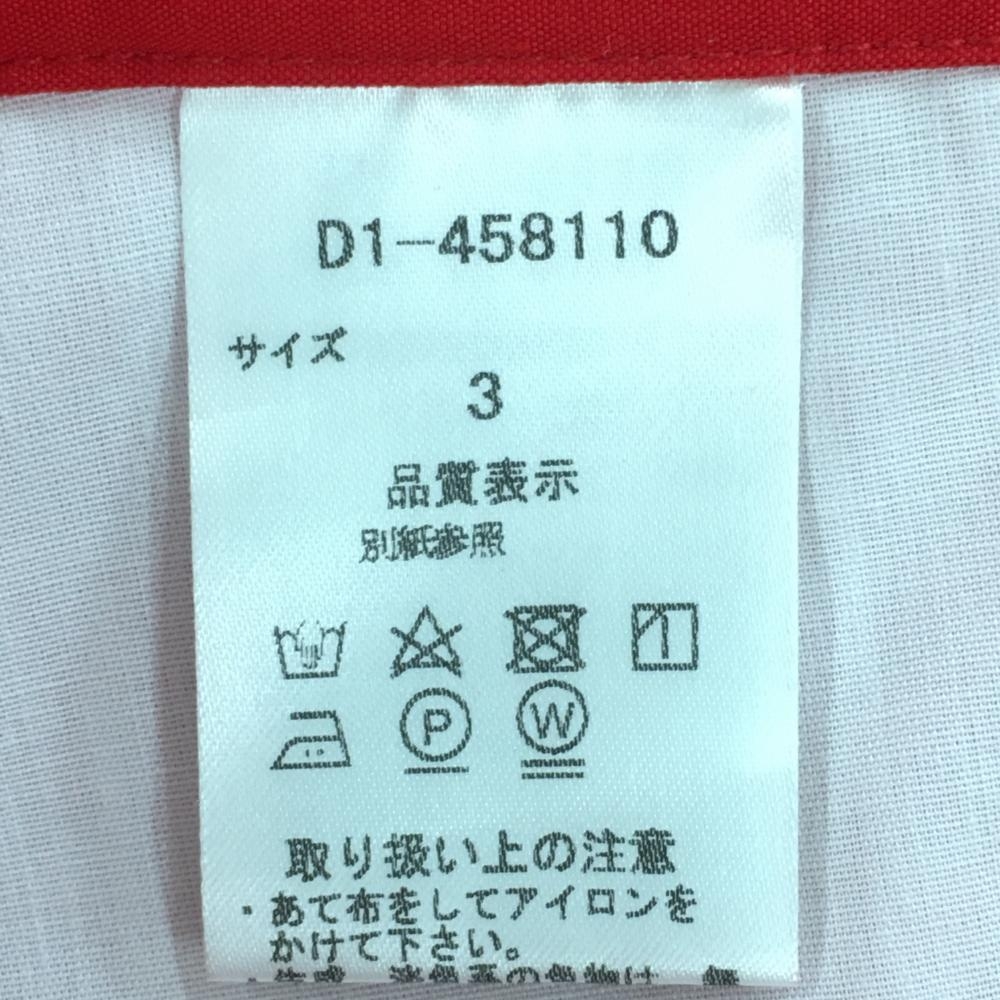 D1-458110
サイズ
3
品質表示
別紙参照
P W
取り扱い上の注意
・あて布をしてアイロンを
かけて下さい。